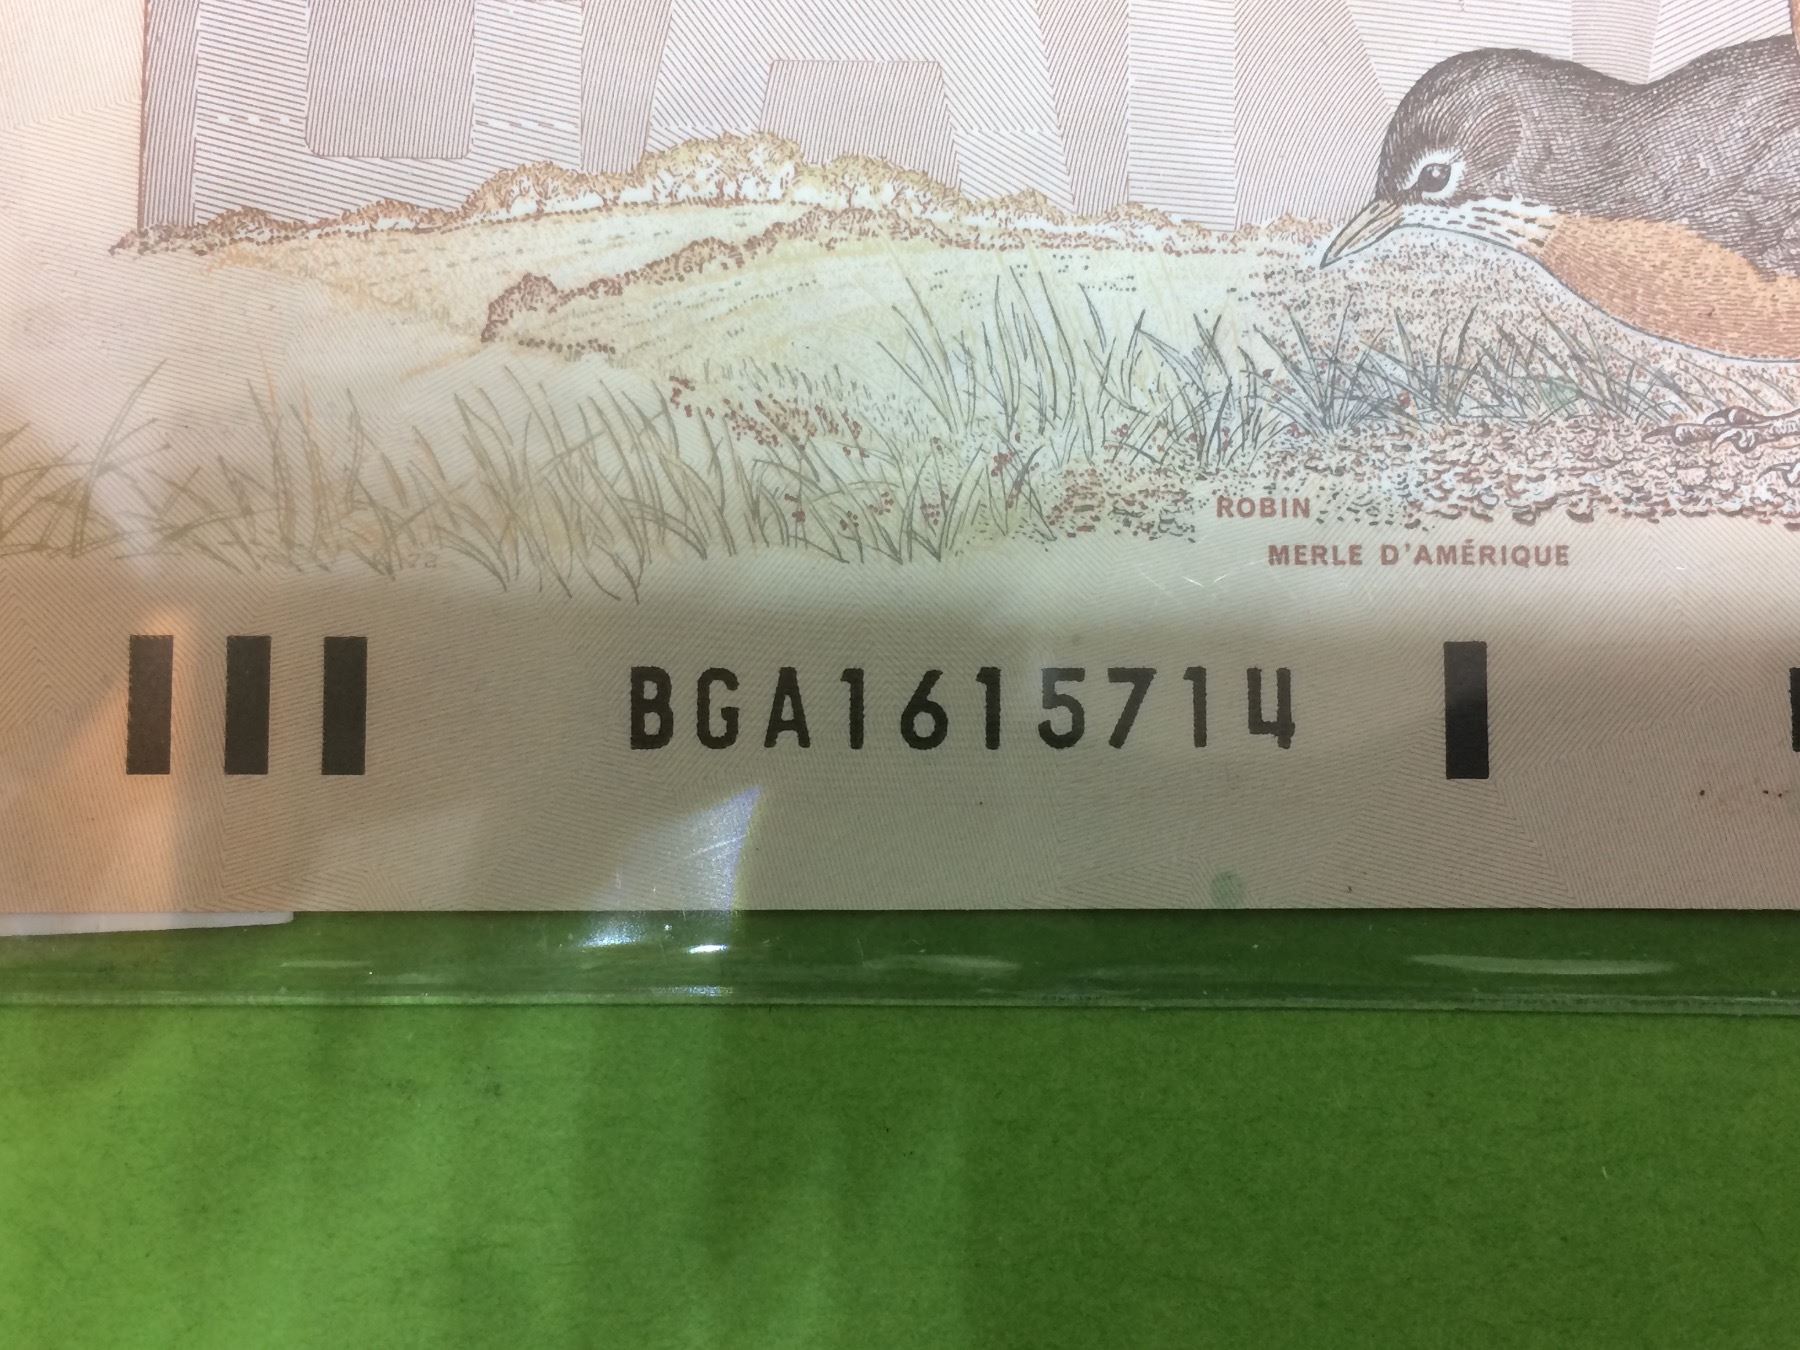 ROBIN
MERLE D'AMÉRIQUE
BGA1615714